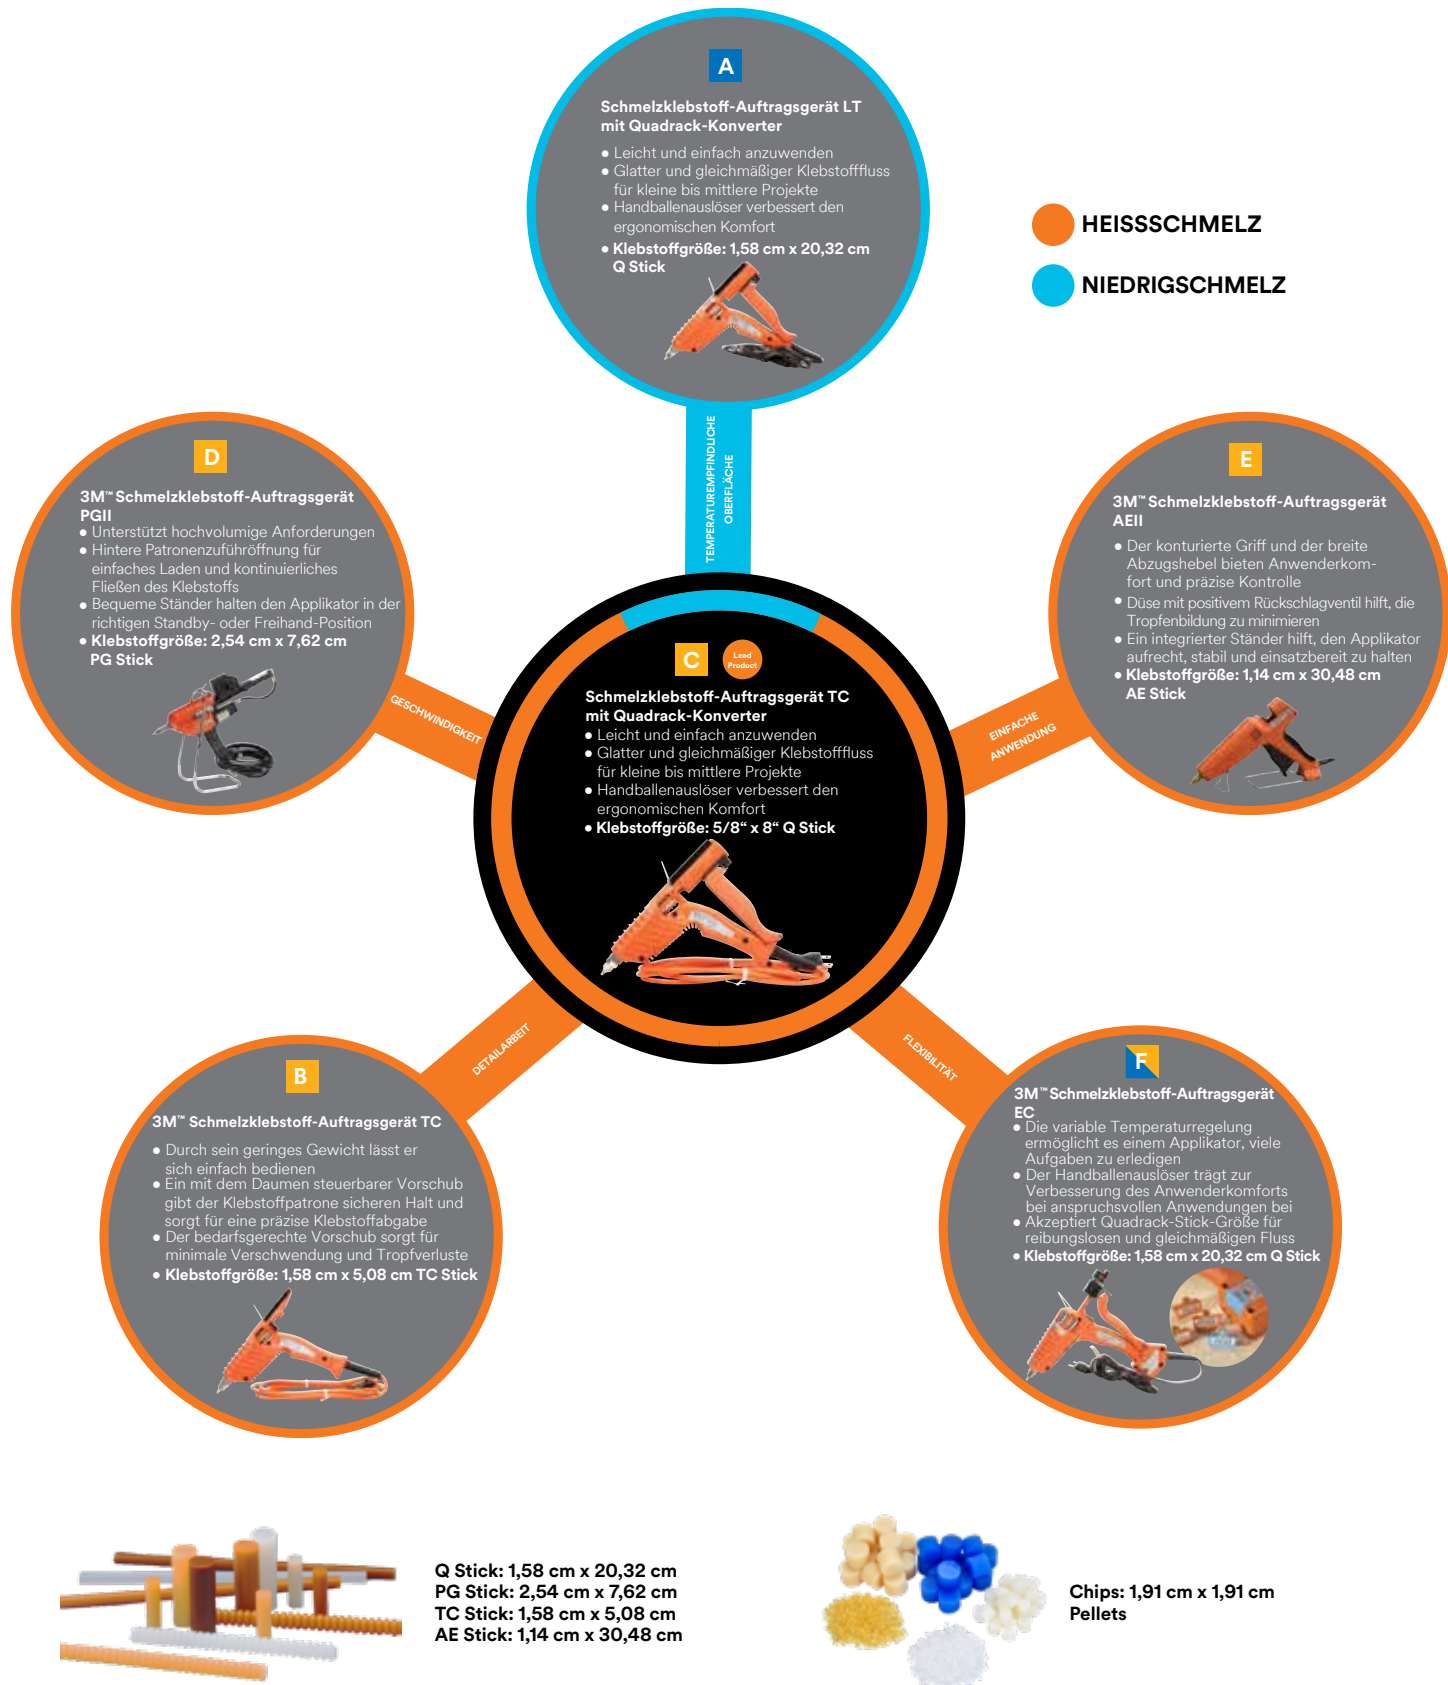 A
Schmelzklebstoff-Auftragsgerät LT
mit Quadrack-Konverter
● Leicht und einfach anzuwenden
● Glatter und gleichmäßiger Klebstofffluss
für kleine bis mittlere Projekte
● Handballenauslöser verbessert den
ergonomischen Komfort
● Klebstoffgröße: 1,58 cm x 20,32 cm
Q Stick
HEISSSCHMELZ
NIEDRIGSCHMELZ
TEMPERATUREMPFINDLICHE
OBERFLÄCHE
D
3M™ Schmelzklebstoff-Auftragsgerät
PGII
● Unterstützt hochvolumige Anforderungen
● Hintere Patronenzuführöffnung für
einfaches Laden und kontinuierliches
Fließen des Klebstoffs
● Bequeme Ständer halten den Applikator in der
richtigen Standby- oder Freihand-Position
● Klebstoffgröße: 2,54 cm x 7,62 cm
PG Stick
GESCHWINDIGKEIT
E
3M™ Schmelzklebstoff-Auftragsgerät
AEII
● Der konturierte Griff und der breite
Abzugshebel bieten Anwenderkom-
fort und präzise Kontrolle
● Düse mit positivem Rückschlagventil hilft, die
Tropfenbildung zu minimieren
● Ein integrierter Ständer hilft, den Applikator
aufrecht, stabil und einsatzbereit zu halten
● Klebstoffgröße: 1,14 cm x 30,48 cm
AE Stick
EINFACHE
ANWENDUNG
C
Lead
Product
Schmelzklebstoff-Auftragsgerät TC
mit Quadrack-Konverter
● Leicht und einfach anzuwenden
● Glatter und gleichmäßiger Klebstofffluss
für kleine bis mittlere Projekte
● Handballenauslöser verbessert den
ergonomischen Komfort
● Klebstoffgröße: 5/8“ x 8“ Q Stick
DETAILARBEIT
FLEXIBILITÄT
B
3M™ Schmelzklebstoff-Auftragsgerät TC
● Durch sein geringes Gewicht lässt er
sich einfach bedienen
● Ein mit dem Daumen steuerbarer Vorschub
gibt der Klebstoffpatrone sicheren Halt und
sorgt für eine präzise Klebstoffabgabe
● Der bedarfsgerechte Vorschub sorgt für
minimale Verschwendung und Tropfverluste
● Klebstoffgröße: 1,58 cm x 5,08 cm TC Stick
F
3M™ Schmelzklebstoff-Auftragsgerät
EC
● Die variable Temperaturregelung
ermöglicht es einem Applikator, viele
Aufgaben zu erledigen
● Der Handballenauslöser trägt zur
Verbesserung des Anwenderkomforts
bei anspruchsvollen Anwendungen bei
● Akzeptiert Quadrack-Stick-Größe für
reibungslosen und gleichmäßigen Fluss
● Klebstoffgröße: 1,58 cm x 20,32 cm Q Stick
Q Stick: 1,58 cm x 20,32 cm
PG Stick: 2,54 cm x 7,62 cm
TC Stick: 1,58 cm x 5,08 cm
AE Stick: 1,14 cm x 30,48 cm
Chips: 1,91 cm x 1,91 cm
Pellets